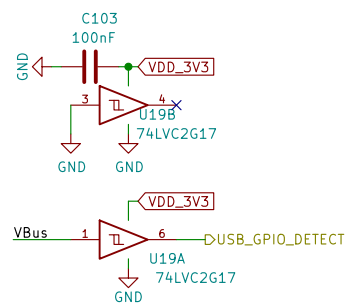 C103
100nF
GND
VDD_3V3
3
4
U19B
74LVC2G17
GND
GND
VDD_3V3
VBus
1
6
USB_GPIO_DETECT
U19A
74LVC2G17
GND